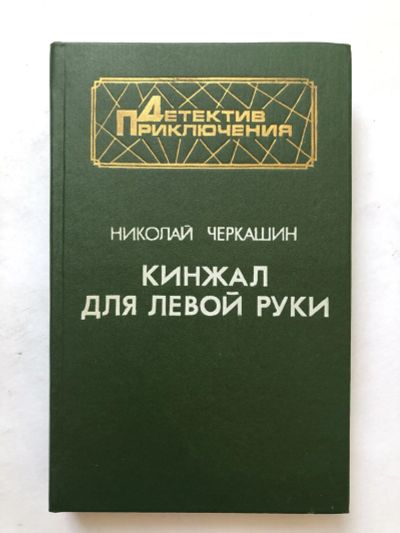 ДЕТЕКТИВ
ПРИКЛЮЧЕНИЯ
НИКОЛАЙ ЧЕРКАШИН
КИНЖАЛ
ДЛЯ ЛЕВОЙ РУКИ